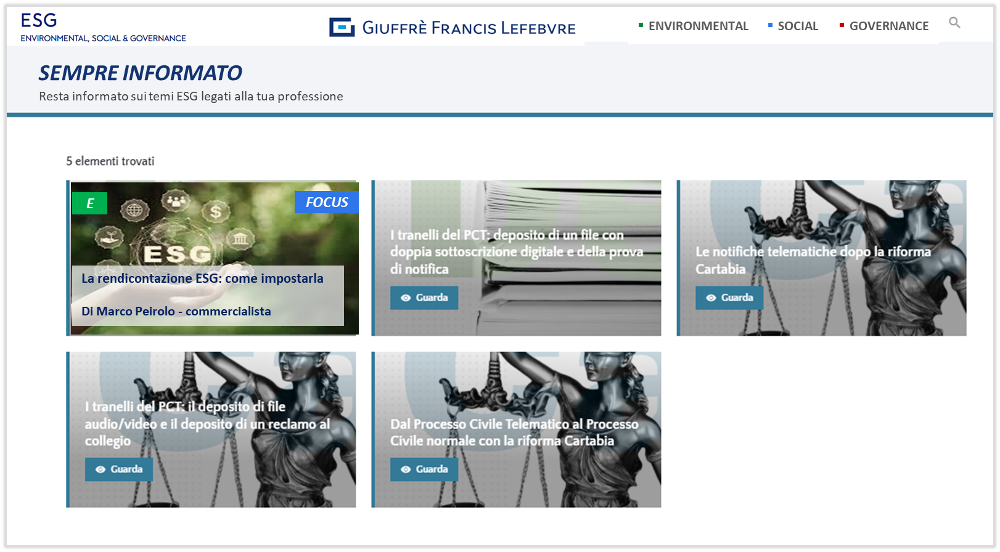 ESG
ENVIRONMENTAL, SOCIAL & GOVERNANCE
GIUFFRÈ FRANCIS LEFEBVRE
ENVIRONMENTAL SOCIAL GOVERNANCE
SEMPRE INFORMATO
Resta informato sui temi ESG legati alla tua professione
5 elementi trovati
E
FOCUS
$
ESG
La rendicontazione ESG: come impostarla
Di Marco Peirolo - commercialista
I tranelli del PCT: deposito di un file con
doppia sottoscrizione digitale e della prova
di notifica
Guarda
Le notifiche telematiche dopo la riforma
Cartabia
Guarda
I tranelli del PCT: il deposito di file
audio/video e il deposito di un reclamo al
collegio
Guarda
Dal Processo Civile Telematico al Processo
Civile normale con la riforma Cartabia
Guarda